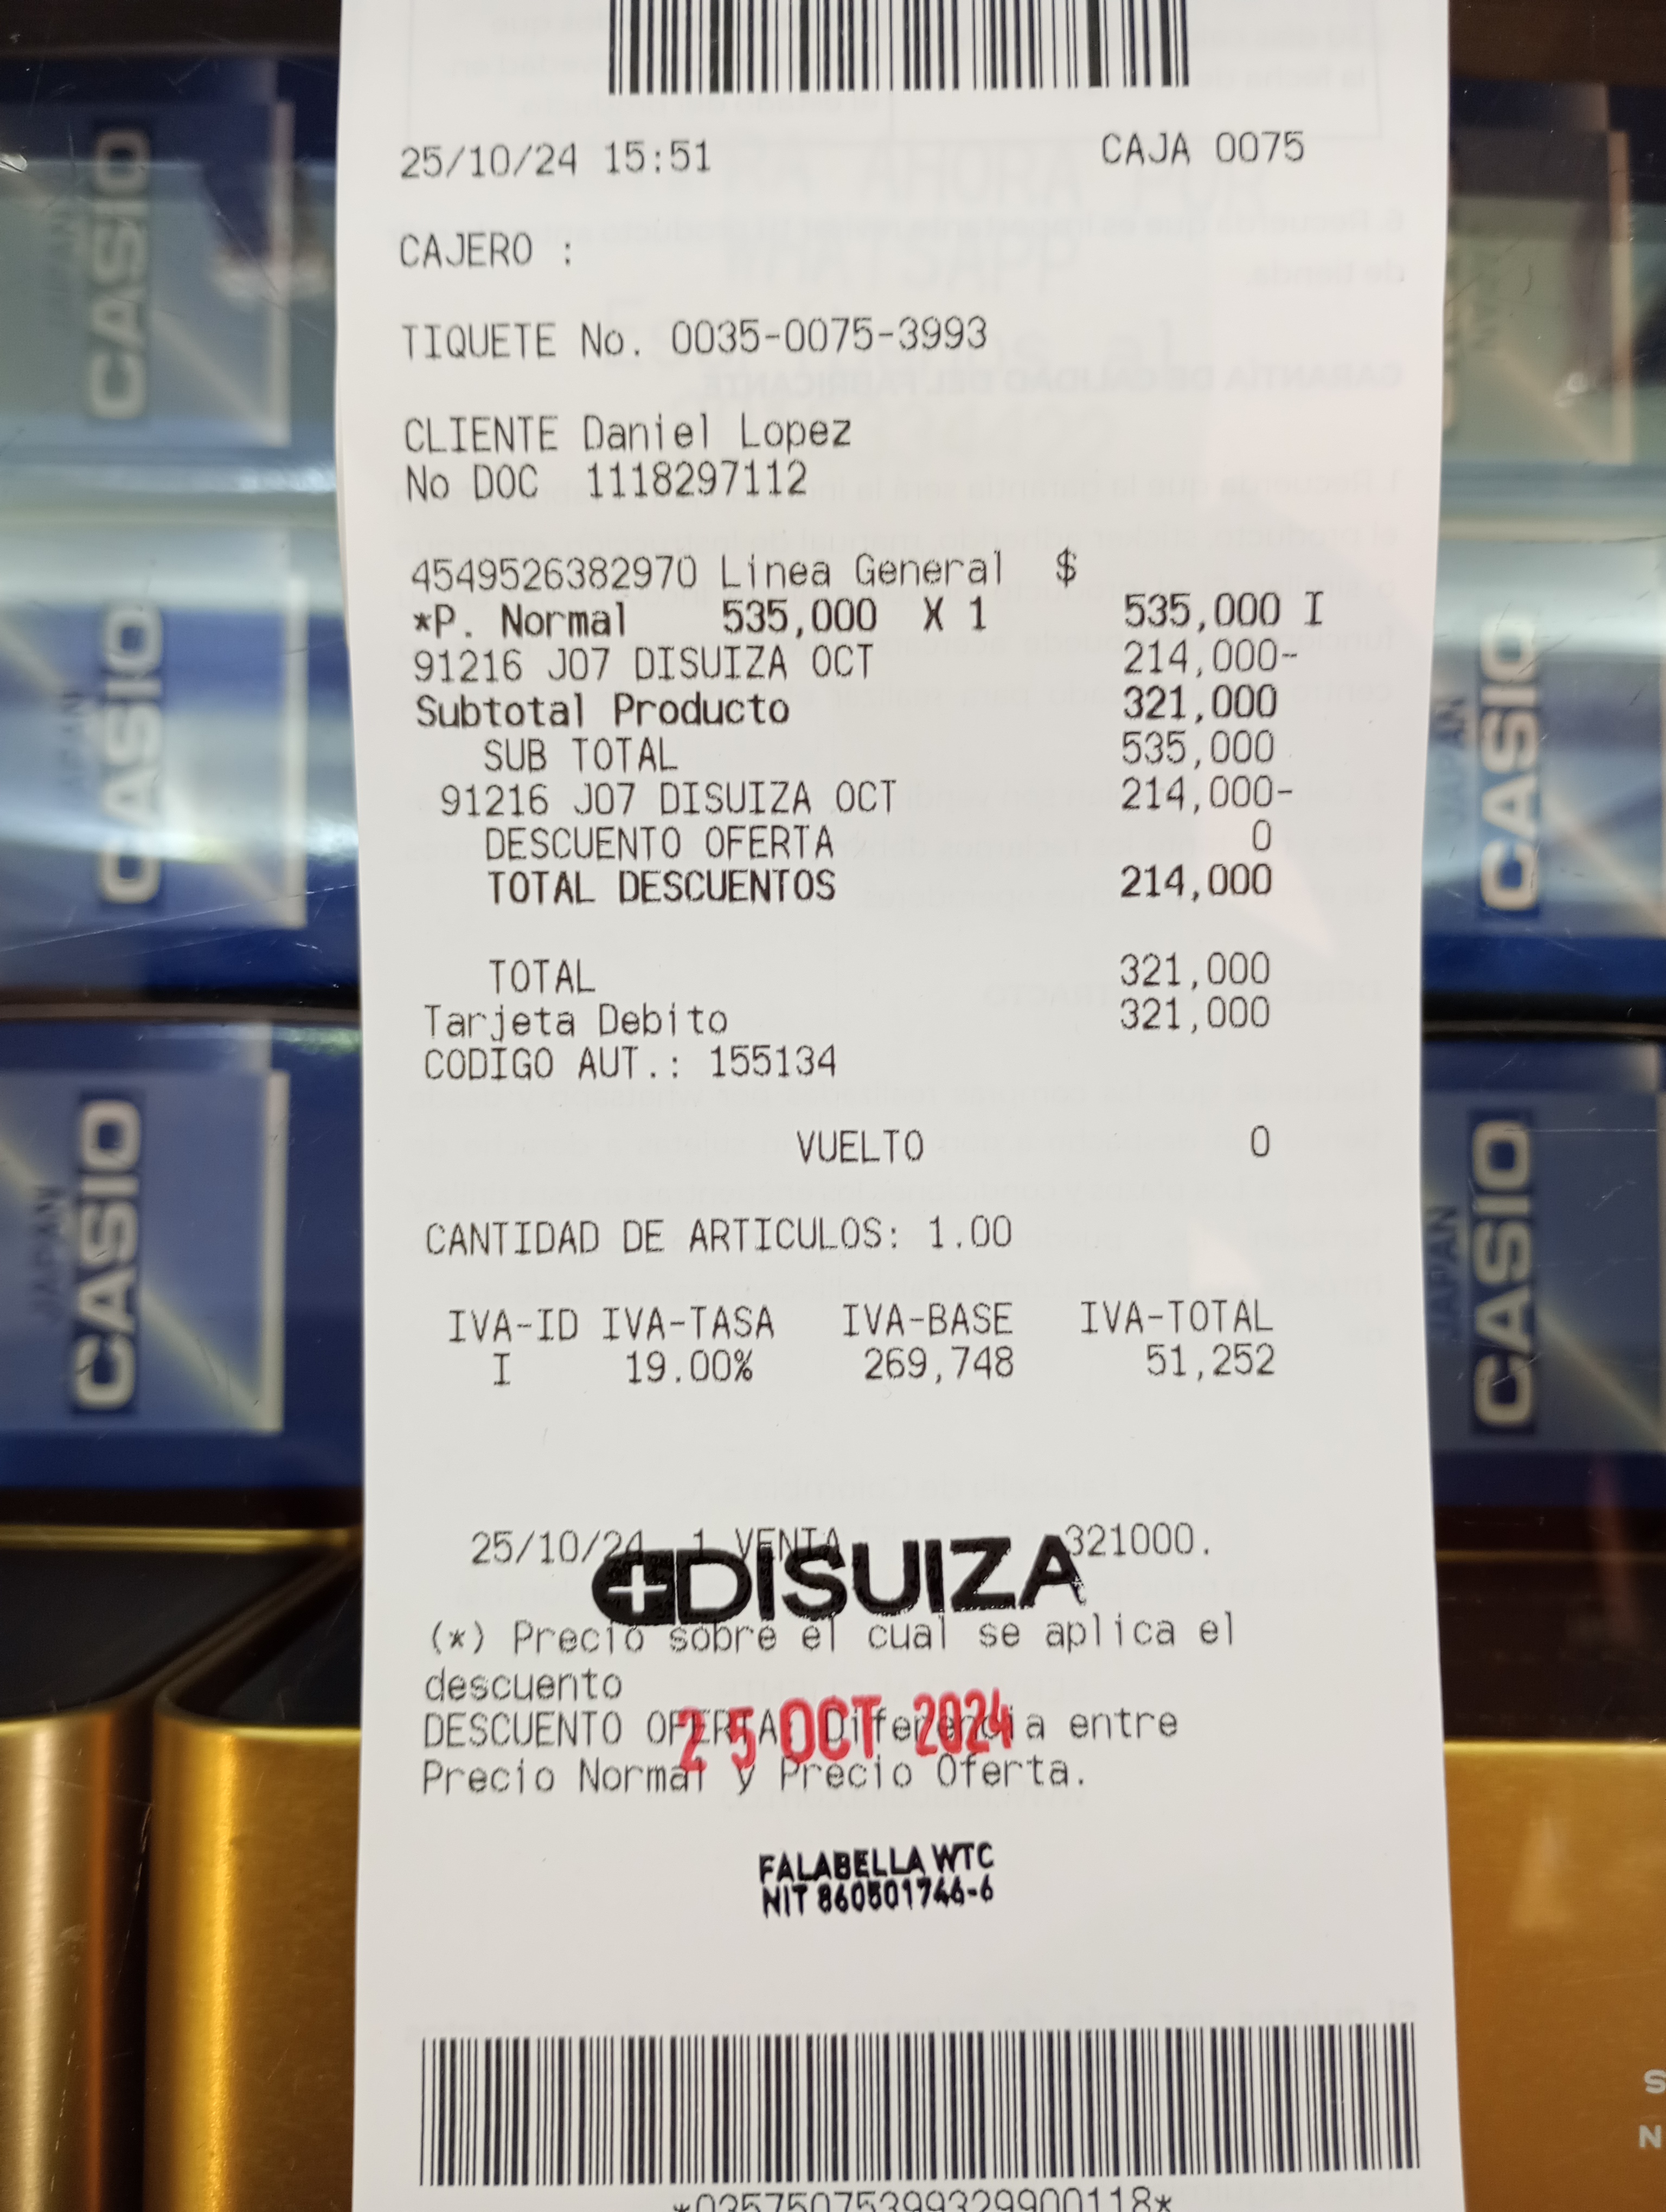 25/10/24 15:51 CAJA 0075
CAJERO :
TIQUETE No. 0035-0075-3993
CLIENTE Daniel Lopez
No DOC 1118297112
4549526382970 Linea General $
*P. Normal 535,000 X 1 535,000 I
91216 J07 DISUIZA OCT 214,000-
Subtotal Producto 321,000
SUB TOTAL 535,000
91216 J07 DISUIZA OCT 214,000-
DESCUENTO OFERTA 0
TOTAL DESCUENTOS 214,000
TOTAL 321,000
Tarjeta Debito 321,000
CODIGO AUT.: 155134
VUELTO 0
CANTIDAD DE ARTICULOS: 1.00
IVA-ID IVA-TASA IVA-BASE IVA-TOTAL
I 19.00% 269,748 51,252
25/10/24 1 VENTA 321000.
DISUIZA
(*) Precio sobre el cual se aplica el
descuento
DESCUENTO OFERTA: Diferencia entre
25 OCT 2024
Precio Normal y Precio Oferta.
FALABELLA WTC
NIT 860501746-6
CASIO
JAPAN
CASIO
JAPAN
CASIO
JAPAN
CASIO
JAPAN
CASIO
JAPAN